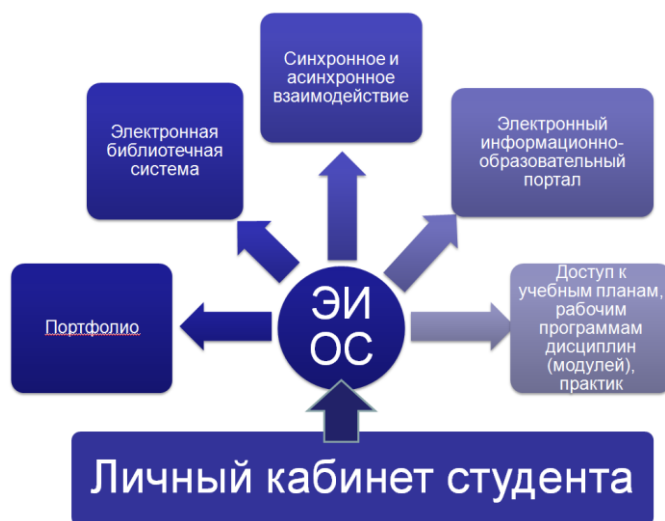 Синхронное и
асинхронное
взаимодействие
Электронная
библиотечная
система
Электронный
информационно-
образовательный
портал
Портфолио
ЭИ
ОС
Доступ к
учебным планам,
рабочим
программам
дисциплин
(модулей),
практик
Личный кабинет студента